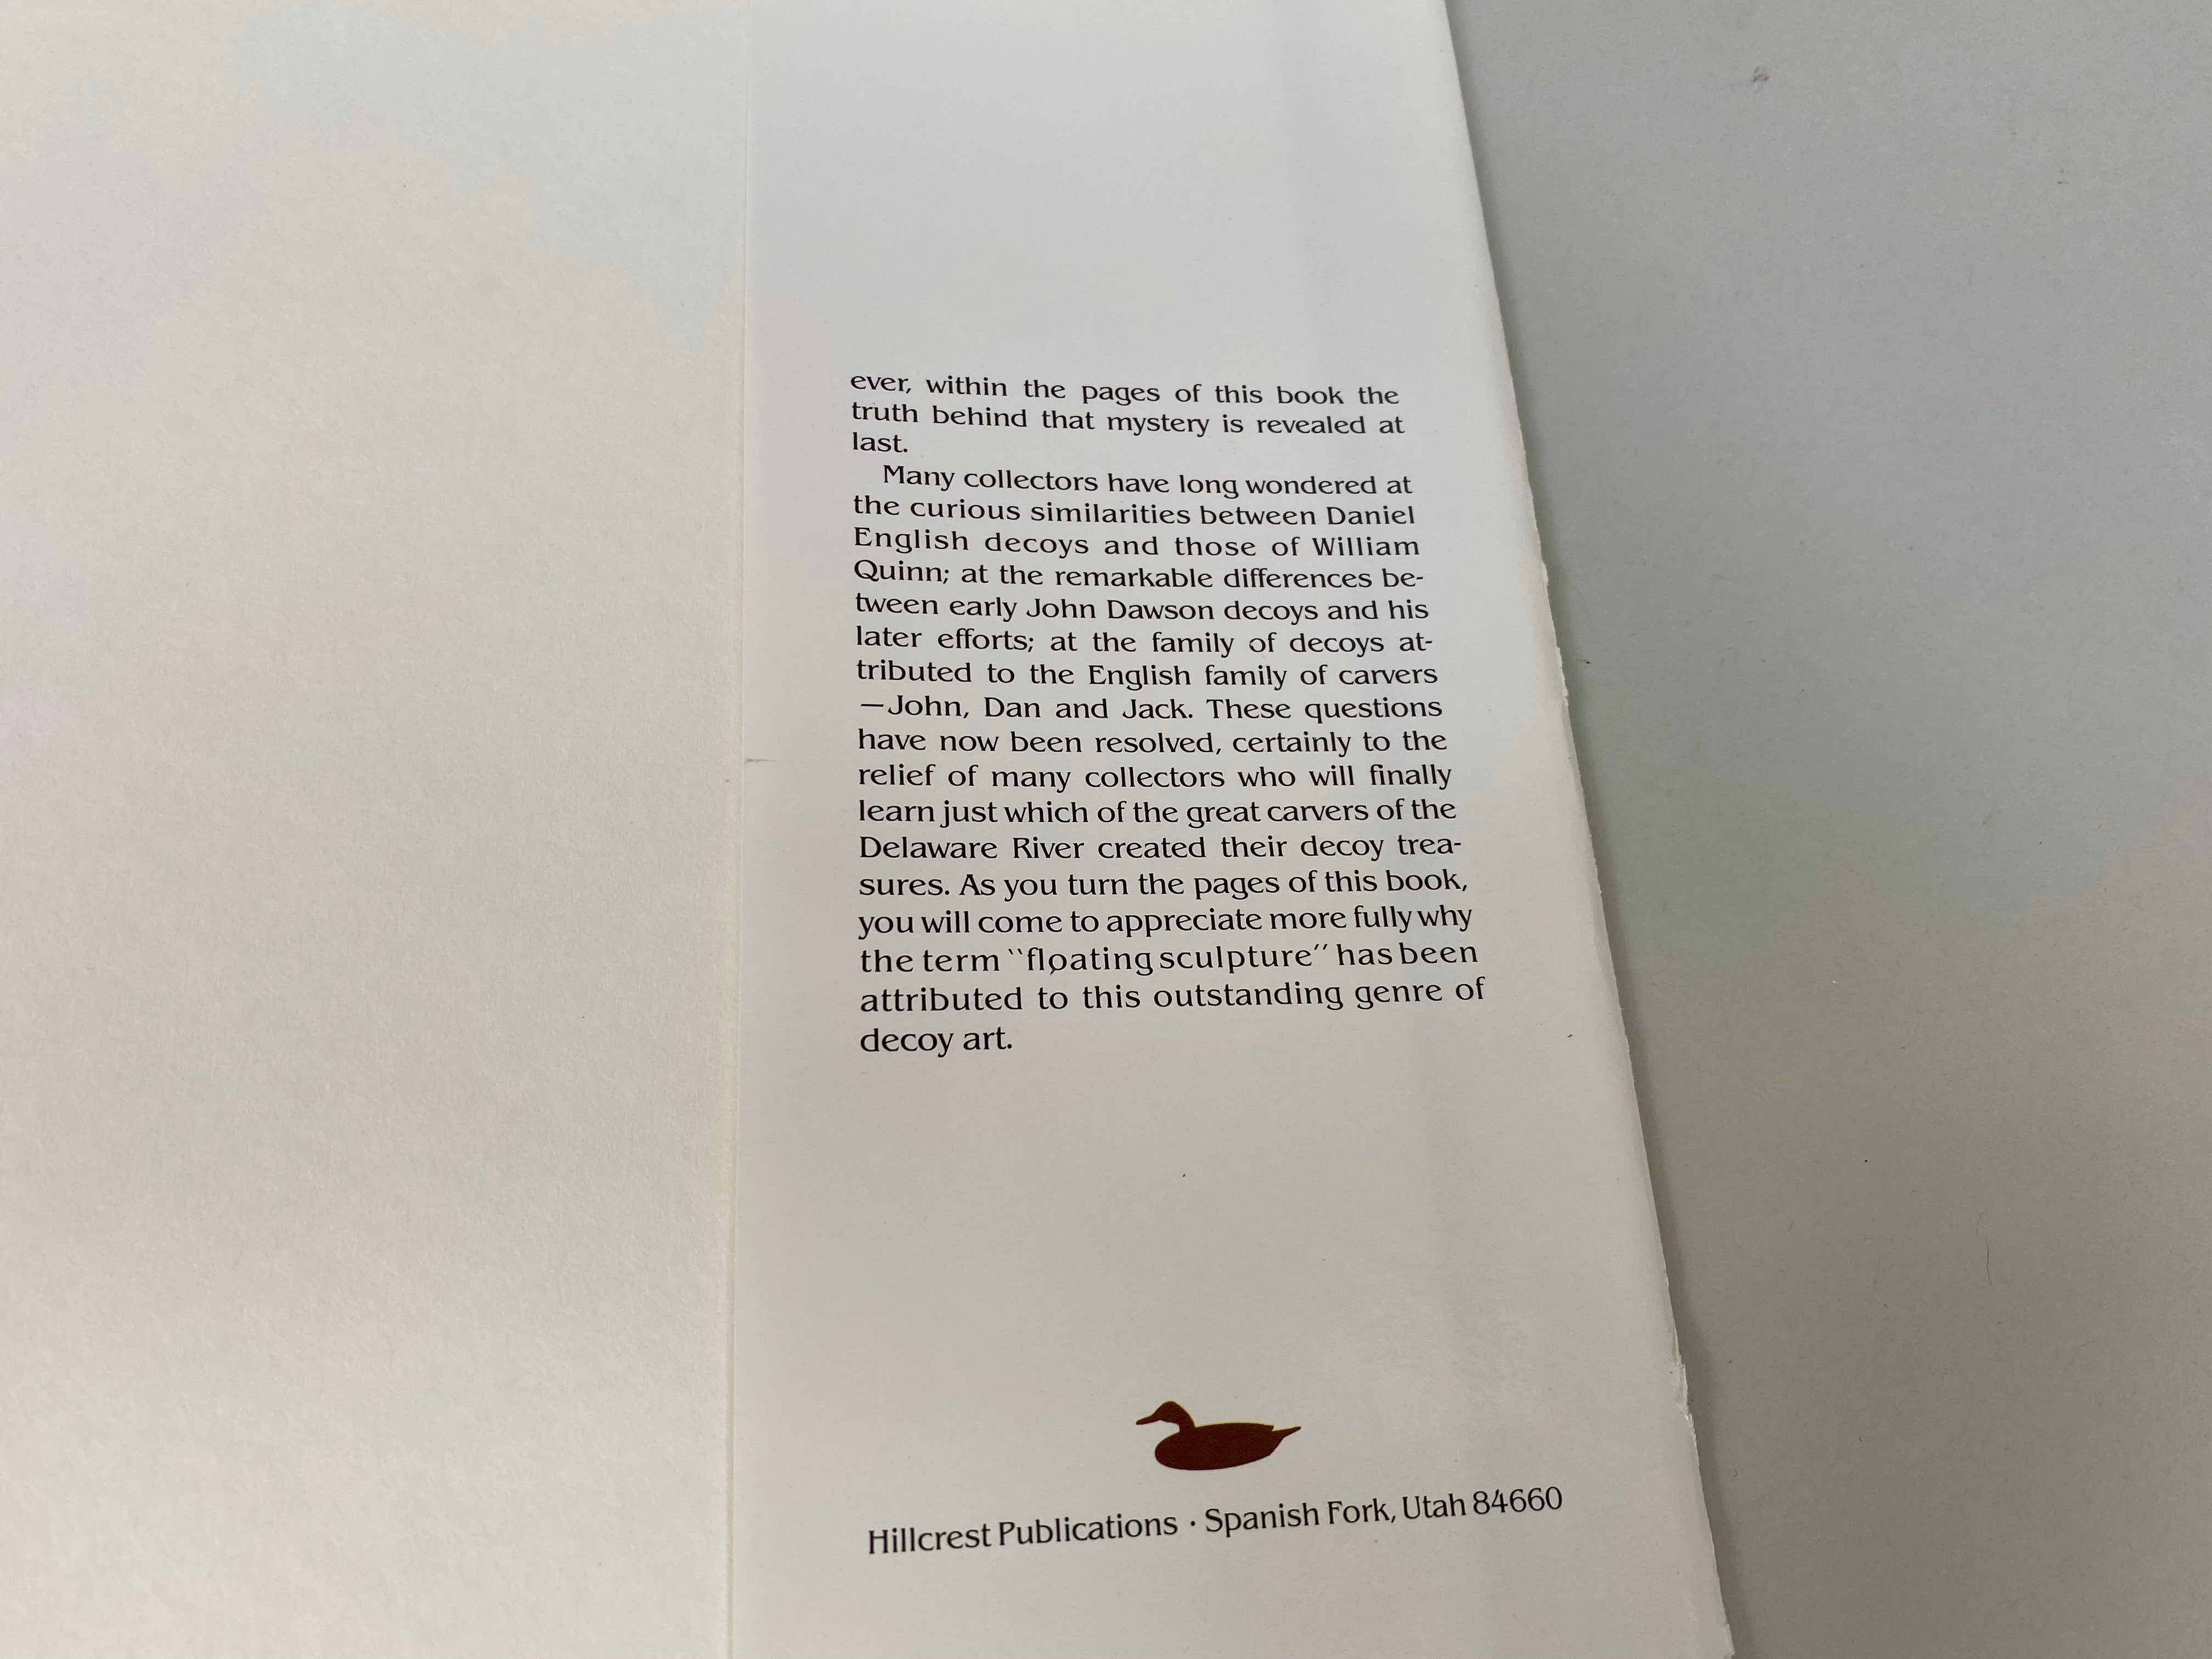 ever, within the pages of this book the
truth behind that mystery is revealed at
last.
Many collectors have long wondered at
the curious similarities between Daniel
English decoys and those of William
Quinn; at the remarkable differences be-
tween early John Dawson decoys and his
later efforts; at the family of decoys at-
tributed to the English family of carvers
—John, Dan and Jack. These questions
have now been resolved, certainly to the
relief of many collectors who will finally
learn just which of the great carvers of the
Delaware River created their decoy trea-
sures. As you turn the pages of this book,
you will come to appreciate more fully why
the term ‵‵floating sculpture′′ has been
attributed to this outstanding genre of
decoy art.
Hillcrest Publications · Spanish Fork, Utah 84660